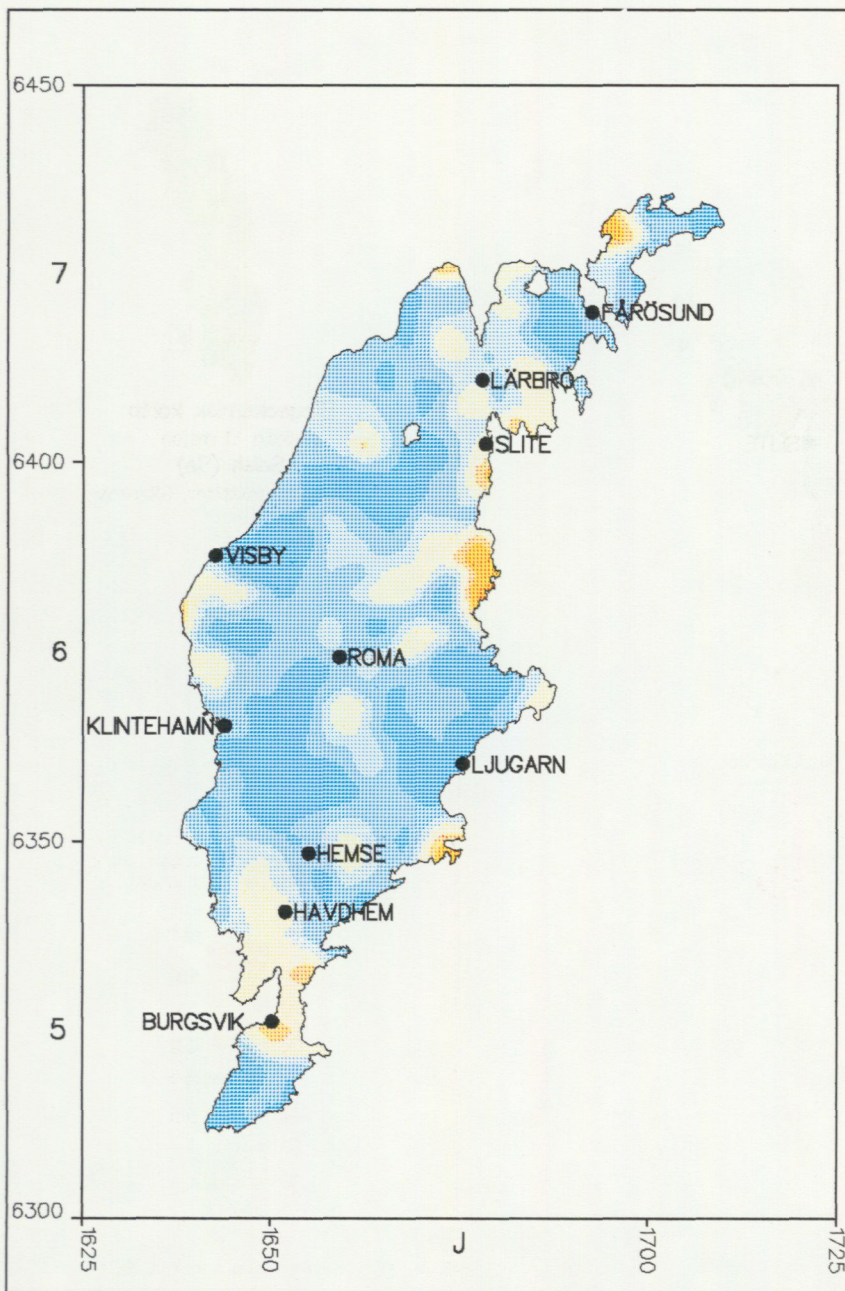 6450
7
FÅRÖSUND
LÄRBRO
SLITE
6400
VISBY
6
ROMA
KLINTEHAMN
LJUGARN
6350
HEMSE
HAVDHEM
BURGSVIK
5
6300
1625
1650
J
1700
1725